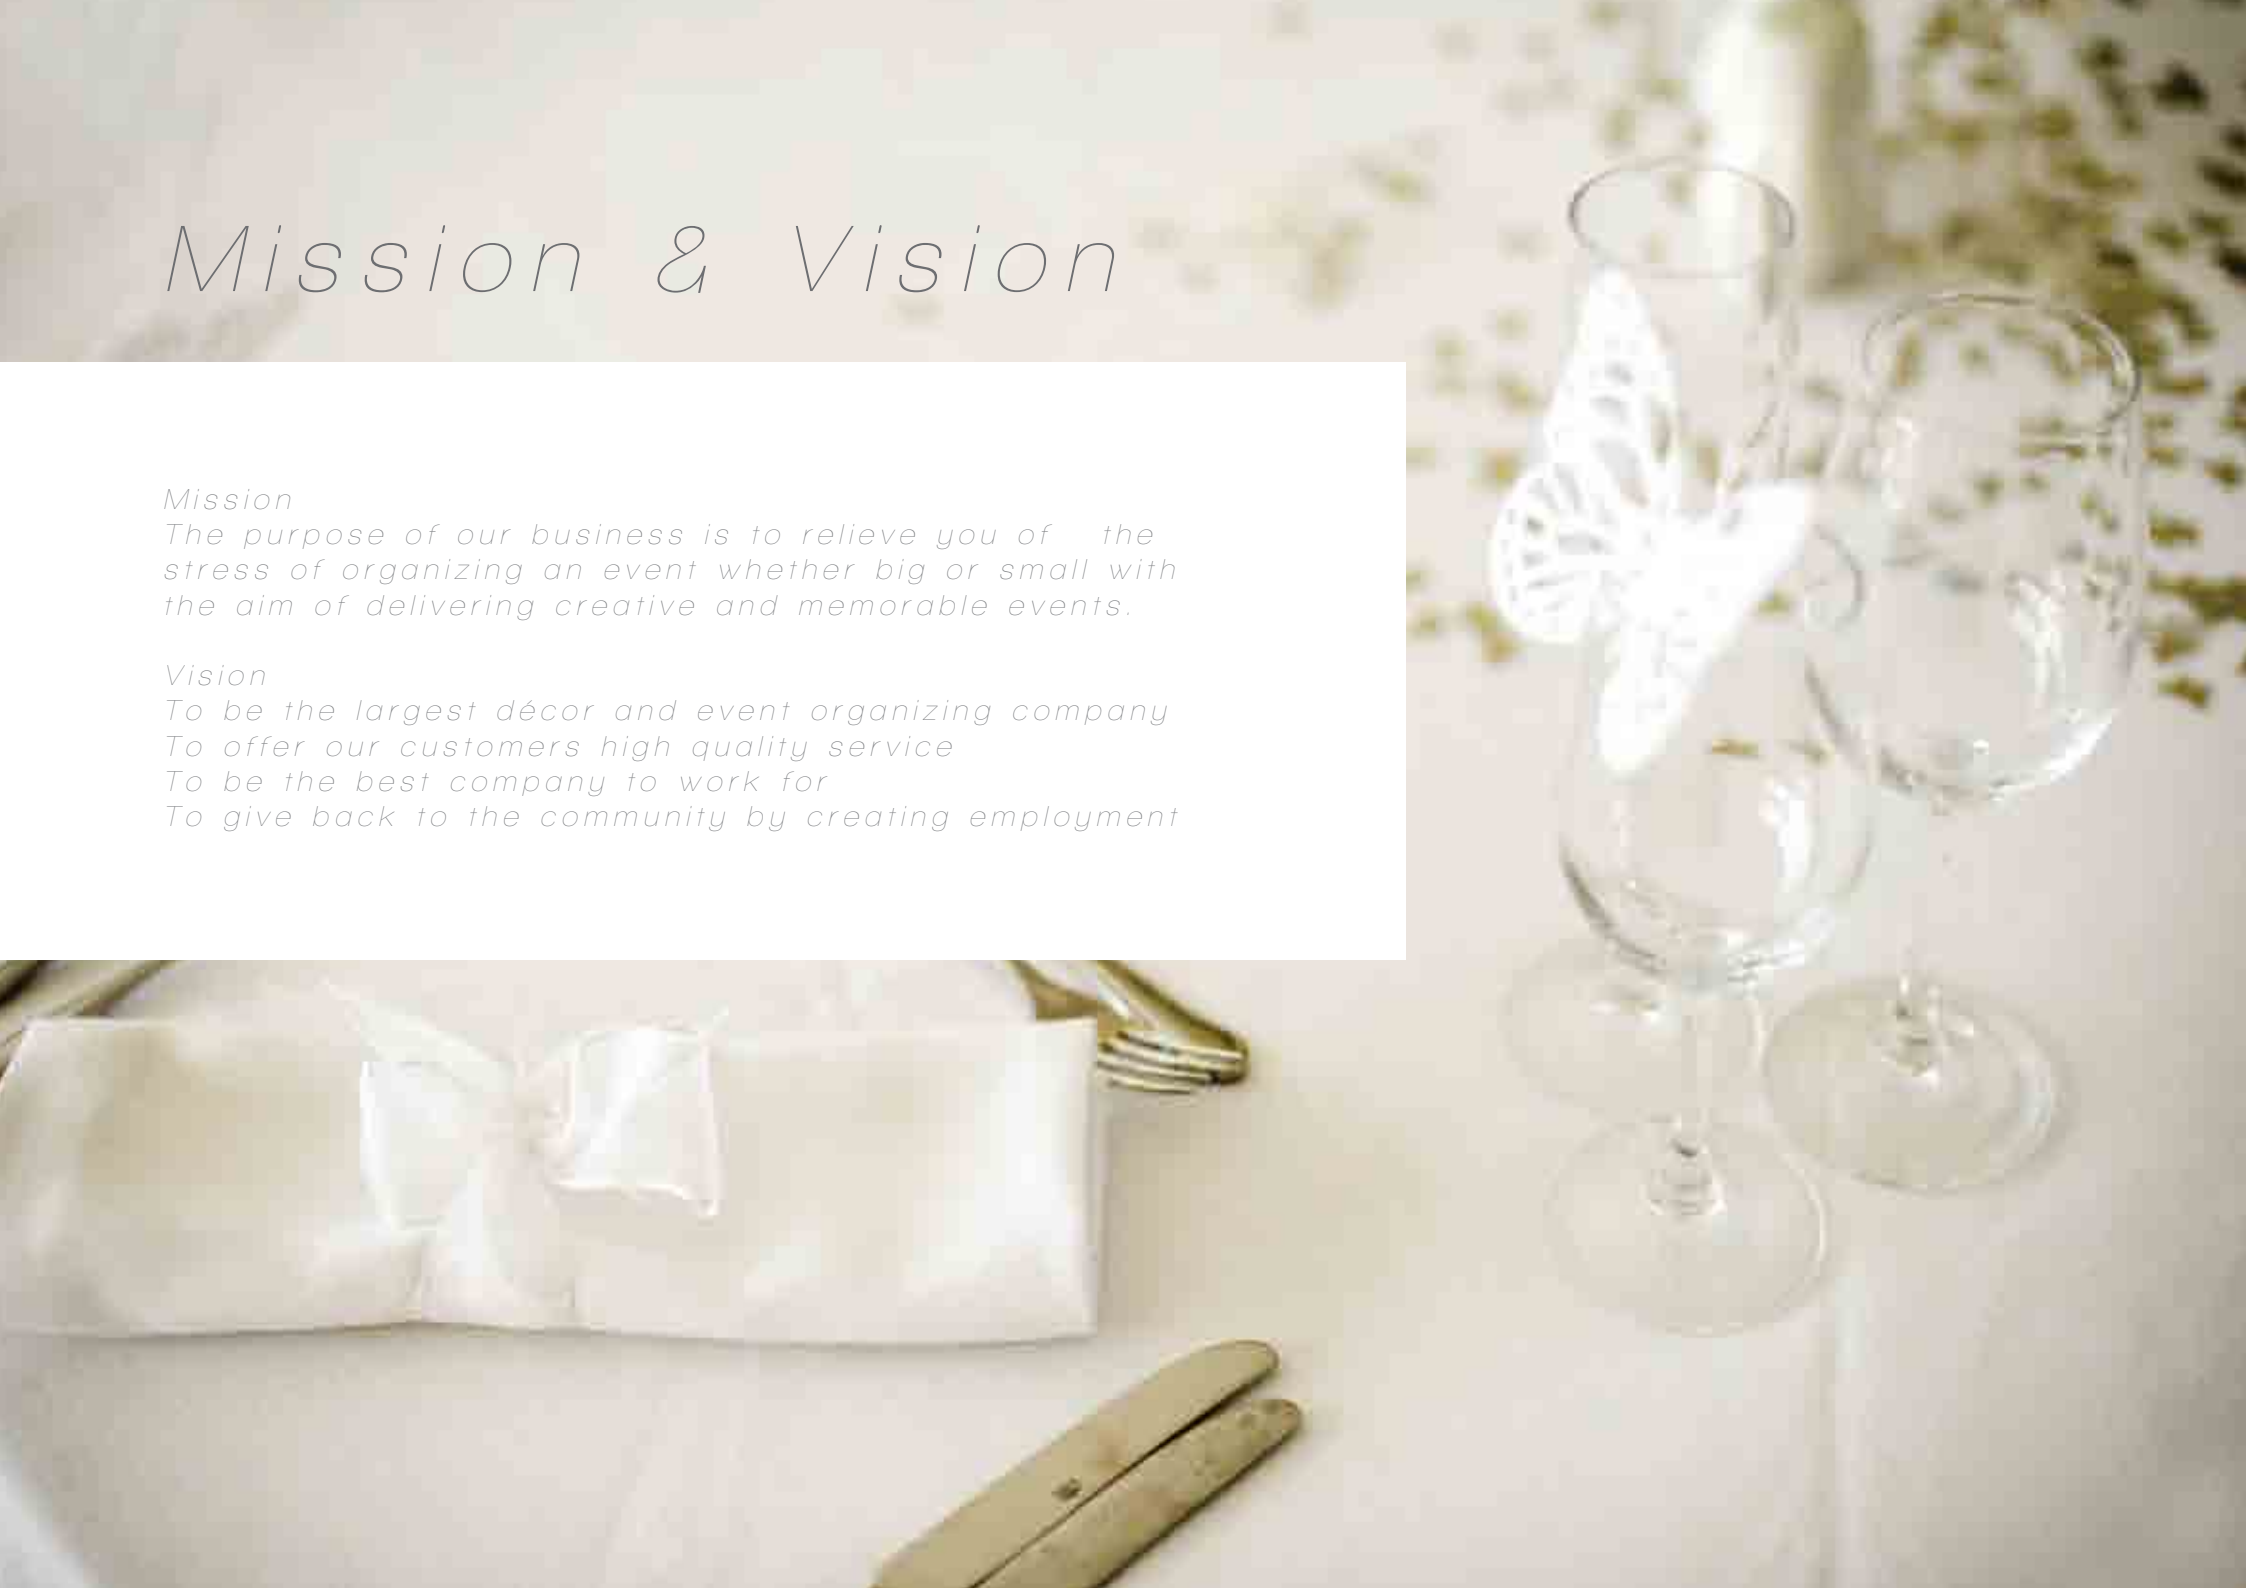 Mission & Vision
Mission
The purpose of our business is to relieve you of the
stress of organizing an event whether big or small with
the aim of delivering creative and memorable events.
Vision
To be the largest décor and event organizing company
To offer our customers high quality service
To be the best company to work for
To give back to the community by creating employment